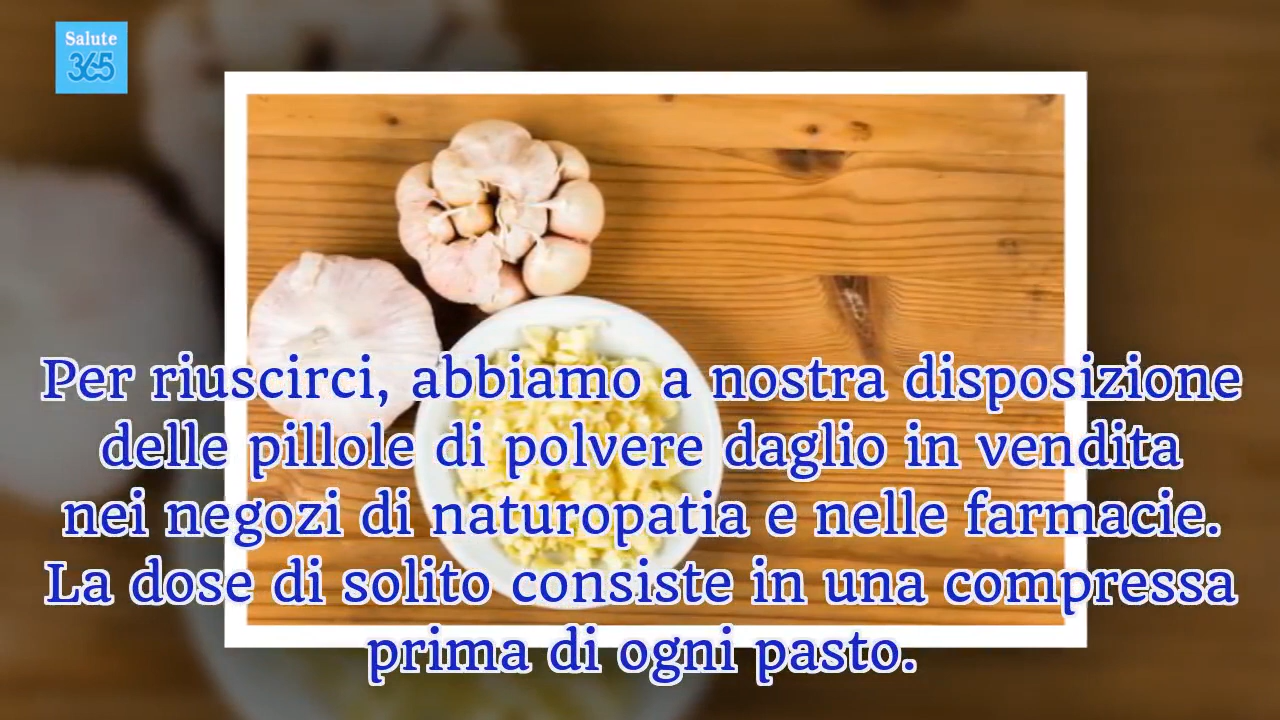 Salute
365
Per riuscirci, abbiamo a nostra disposizione
delle pillole di polvere daglio in vendita
nei negozi di naturopatia e nelle farmacie.
La dose di solito consiste in una compressa
prima di ogni pasto.